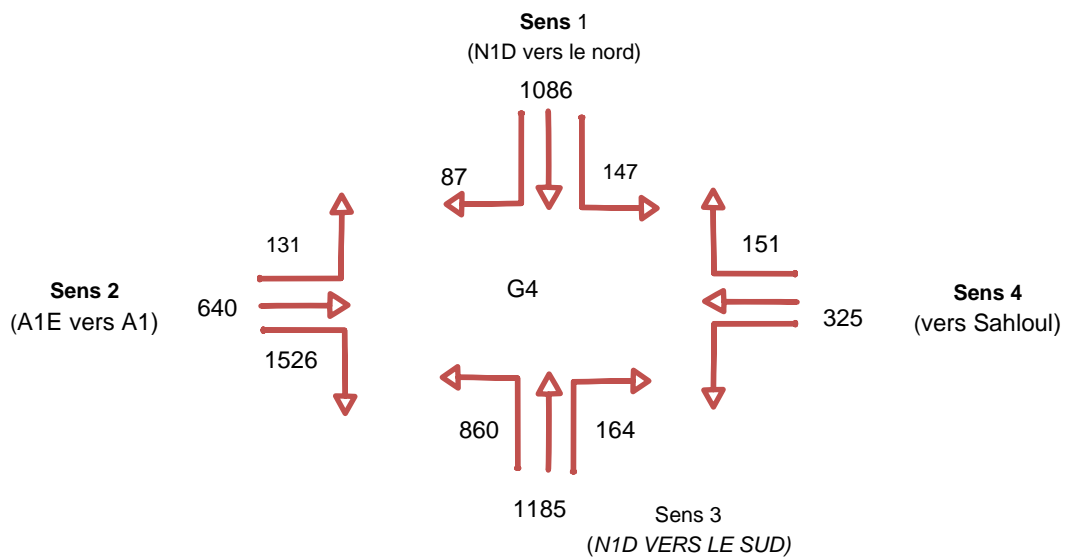 Sens 1
(N1D vers le nord)
1086
87
147
131
151
Sens 2
(A1E vers A1)
640
G4
Sens 4
(vers Sahloul)
325
1526
860
164
1185
Sens 3
(N1D VERS LE SUD)